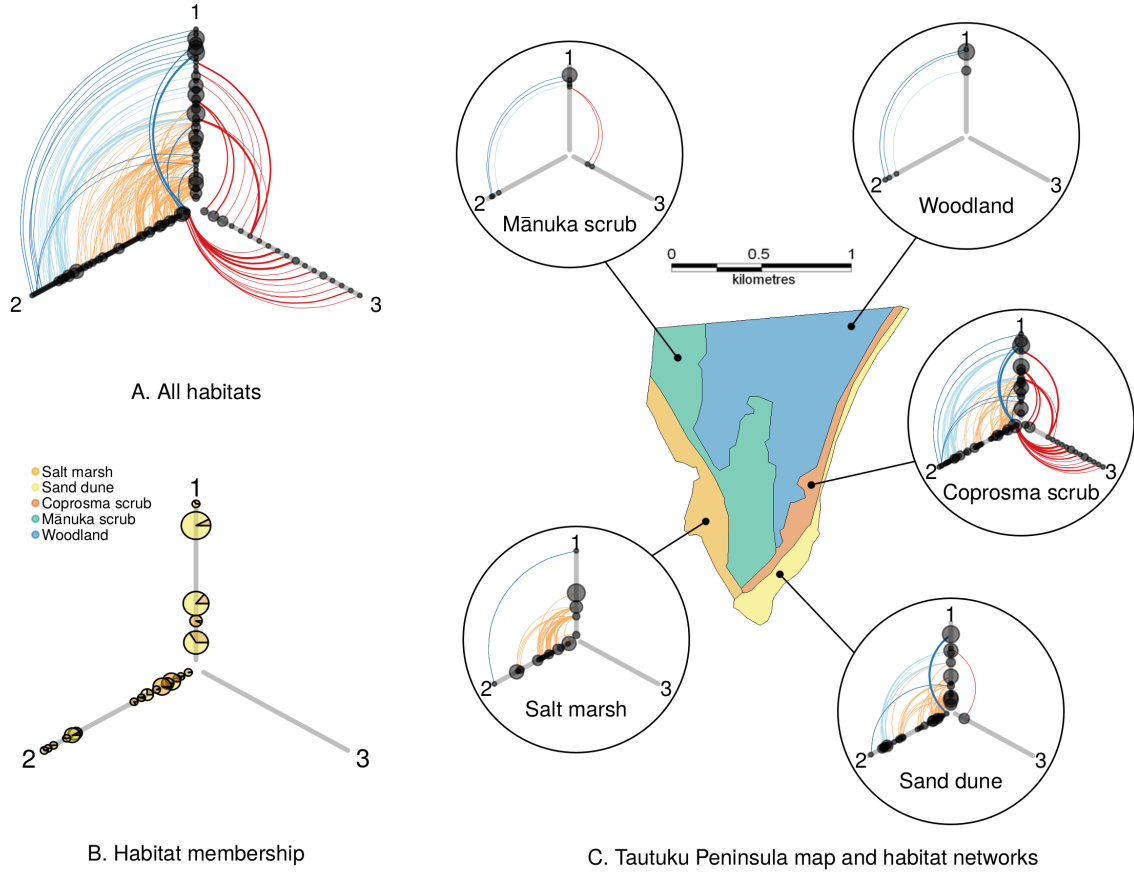 1
2
3
A. All habitats
Salt marsh
Sand dune
Coprosma scrub
Mānuka scrub
Woodland
1
2
3
B. Habitat membership
1
2
3
Mānuka scrub
1
2
3
Woodland
0 0.5 1
kilometres
1
2
3
Coprosma scrub
1
2
3
Salt marsh
1
2
3
Sand dune
C. Tautuku Peninsula map and habitat networks